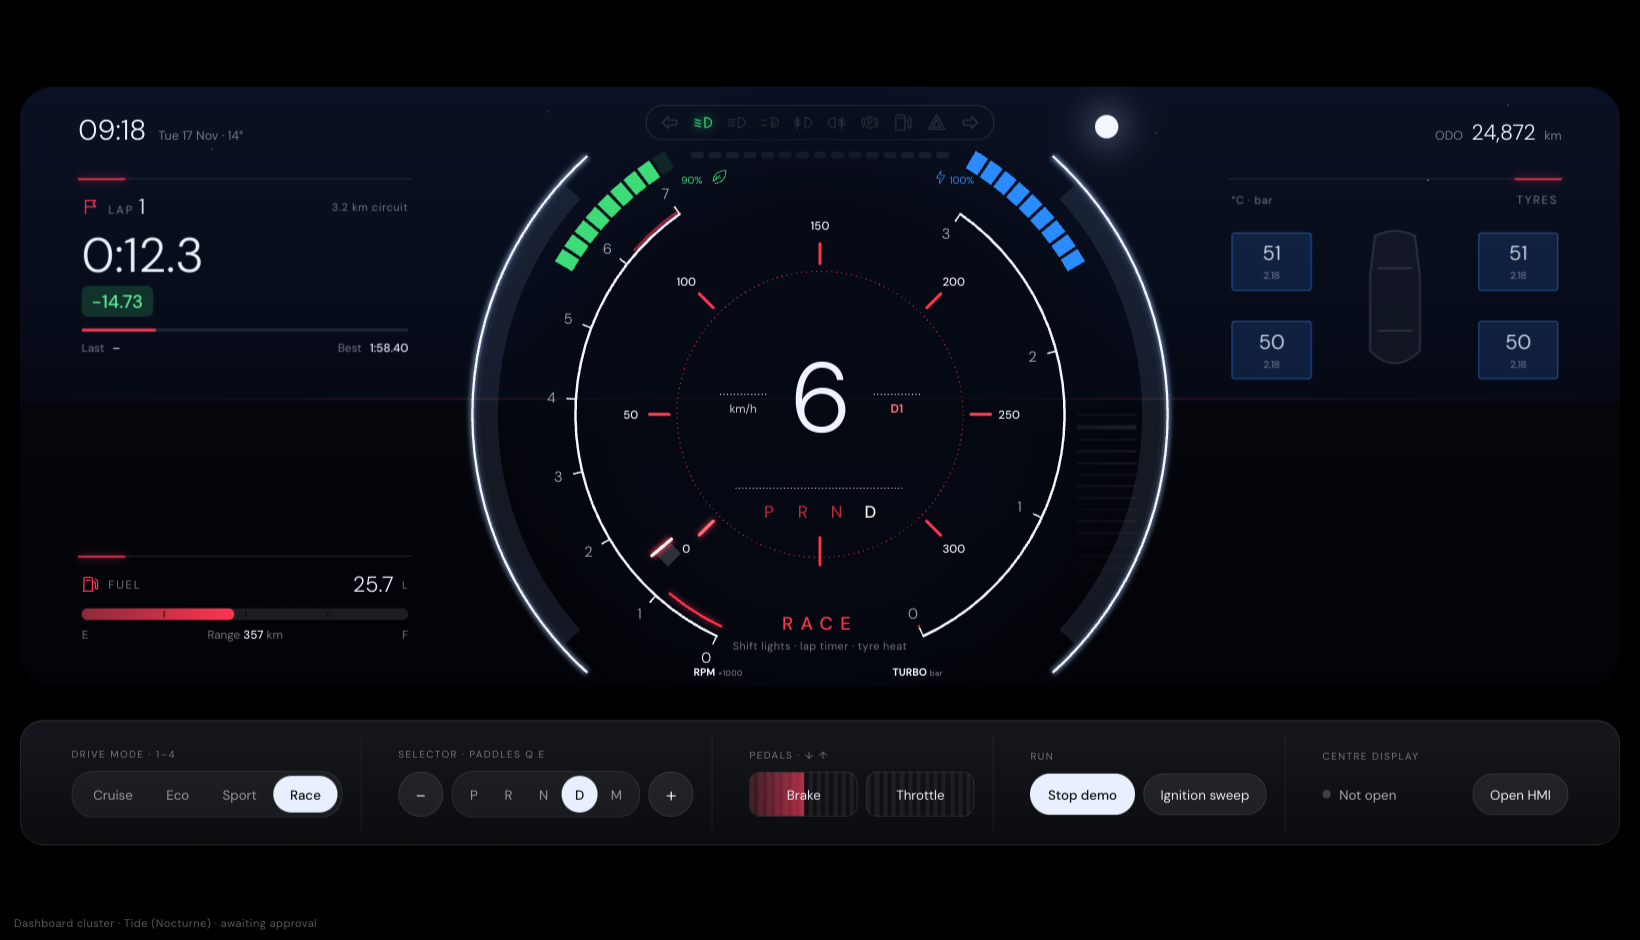 09:18 Tue 17 Nov · 14°
ODO 24,872 km
LAP 1 3.2 km circuit
0:12.3
-14.73
Last – Best 1:58.40
FUEL 25.7 L
E Range 357 km F
90%
100%
7
6
5
4
3
2
1
0
RPM ×1000
150
100
200
50
250
0
300
6
km/h
D1
P R N D
RACE
Shift lights · lap timer · tyre heat
3
2
1
0
TURBO bar
°C · bar TYRES
51
2.18
51
2.18
50
2.18
50
2.18
DRIVE MODE · 1–4
Cruise Eco Sport Race
SELECTOR · PADDLES Q E
− P R N D M +
PEDALS · ↓ ↑
Brake Throttle
RUN
Stop demo Ignition sweep
CENTRE DISPLAY
Not open Open HMI
Dashboard cluster · Tide (Nocturne) · awaiting approval